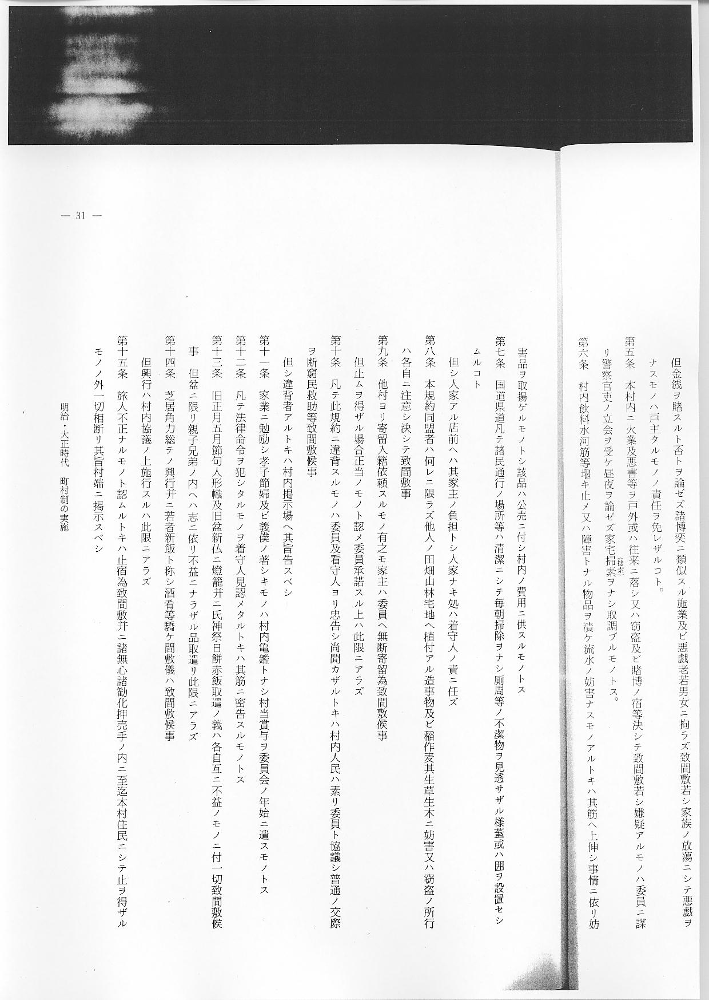 但金銭ヲ賭スルト否トヲ論ゼズ諸博奕ニ類似スル施業及ビ悪戯老若男女ニ拘ラズ致間敷若シ家族ノ放蕩ニシテ悪戯ヲ
ナスモノハ戸主タルモノノ責任ヲ免レザルコト。
第五条　本村内ニ火業及悪書等ヲ戸外或ハ往来ニ落シ又ハ窃盗及ビ賭博ノ宿等決シテ致間敷若シ嫌疑アルモノハ委員ニ謀
リ警察官吏ノ立会ヲ受ケ昼夜ヲ論ゼズ家宅掃素(捜索)ヲナシ取調ブルモノトス。
第六条　村内飲料水河筋等堰キ止メ又ハ障害トナル物品ヲ漬ケ流水ノ妨害ナスモノアルトキハ其筋ヘ上伸シ事情ニ依リ妨
害品ヲ取揚ゲルモノトシ該品ハ公売ニ付シ村内ノ費用ニ供スルモノトス
第七条　国道県道凡テ諸民通行ノ場所等ハ清潔ニシテ毎朝掃除ヲナシ厠周等ノ不潔物ヲ見透サザル様蓋或ハ囲ヲ設置セシ
ムルコト
但シ人家アル店前ヘハ其家主ノ負担トシ人家ナキ処ハ着守人ノ責ニ任ズ
第八条　本規約同盟者ハ何レニ限ラズ他人ノ田畑山林宅地ヘ植付アル造事物及ビ稲作麦其生草生木ニ妨害又ハ窃盗ノ所行
ハ各自ニ注意シ決シテ致間敷事
第九条　他村ヨリ寄留入籍依頼スルモノ有之モ家主ハ委員ヘ無断寄留為致間敷候事
但止ムヲ得ザル場合正当ノモノト認メ委員承諾スル上ハ此限ニアラズ
第十条　凡テ此規約ニ違背スルモノハ委員及看守人ヨリ忠告シ尚聞カザルトキハ村内人民ハ素リ委員ト協議シ普通ノ交際
ヲ断窮民救助等致間敷候事
但シ違背者アルトキハ村内掲示場ヘ其旨告スベシ
第十一条　家業ニ勉励シ孝子節婦及ビ義僕ノ著シキモノハ村内亀鑑トナシ村当賞与ヲ委員会ノ年始ニ遣スモノトス
第十二条　凡テ法律命令ヲ犯シタルモノヲ着守人見認メタルトキハ其筋ニ密告スルモノトス
第十三条　旧正月五月節句人形幟及旧盆新仏ニ燈籠并ニ氏神祭日餅赤飯取遣ノ義ハ各自互ニ不益ノモノニ付一切致間敷候
事　但盆ニ限リ親子兄弟ノ内ヘハ志ニ依リ不益ニナラザル品取遣リ此限ニアラズ
第十四条　芝居角力総テノ興行并ニ若者新飯ト称シ酒肴等驕ケ間敷儀ハ致間敷候事
但興行ハ村内協議ノ上施行スルハ此限ニアラズ
第十五条　旅人不正ナルモノト認ムルトキハ止宿為致間敷并ニ諸無心諸勧化押売手ノ内ニ至迄本村住民ニシテ止ヲ得ザル
モノノ外一切相断リ其旨村端ニ掲示スベシ
明治・大正時代　町村制の実施
— 31 —